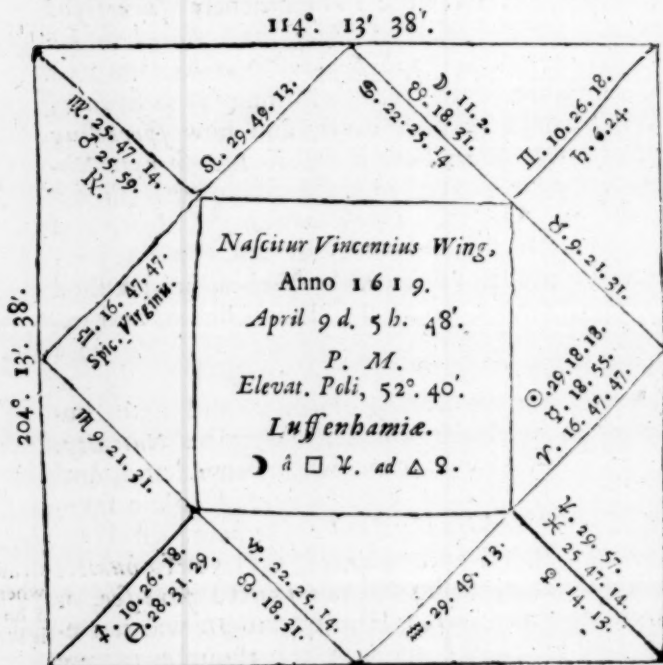 114°. 13′ 38′.
♍. 25. 47. 14.
♂ 25. 59.
R.
♌. 29. 49. 13.
☽. 11. 2.
☋. 18. 31.
♋. 22. 25. 14
♊. 10. 26. 18.
♄. 6. 24.
♉. 9. 21. 31.
☉ 29. 18. 18.
☿. 18. 55.
♈. 16. 47. 47.
204° 13′. 38′.
♎. 16. 47. 47.
Spic. Virginis.
♏ 9. 21. 31.
Naſcitur Vincentius Wing,
Anno 1619.
April 9 d. 5 h. 48′.
P. M.
Elevat. Poli, 52°. 40′.
Luffenhamiæ.
☽ â □ ♃. ad △ ♀.
♐. 10. 26. 18.
⊖ 28. 31. 39.
♑ 22. 25. 14.
☊. 18. 31.
♒. 29. 49. 13.
♃. 29. 57.
♓ 25. 47. 14.
♀. 14. 13.